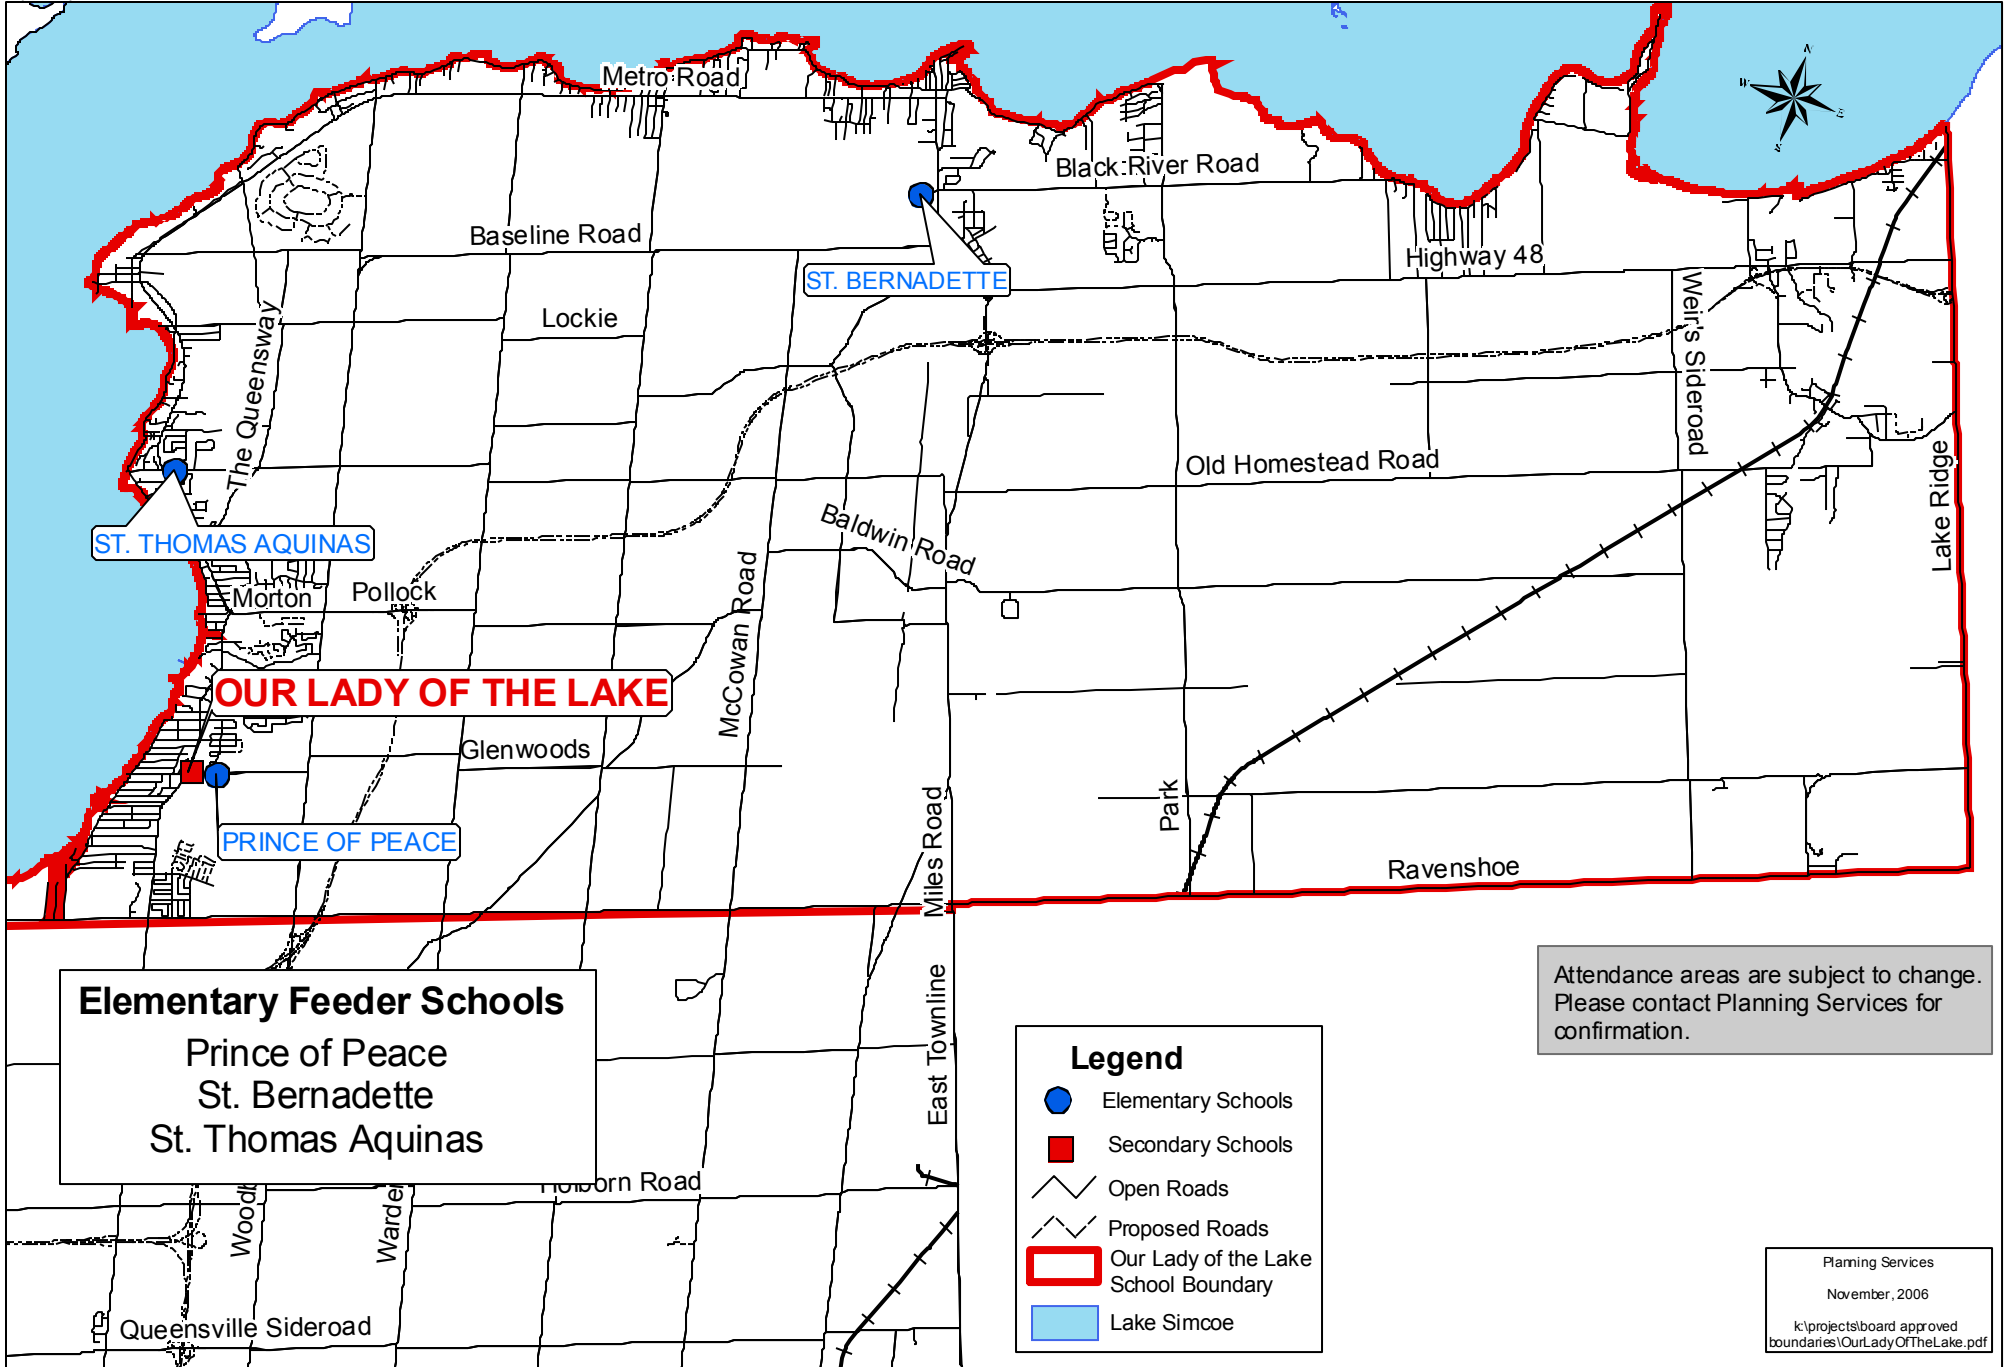 Metro Road
N
W
E
S
Black River Road
Baseline Road
Highway 48
ST. BERNADETTE
Lockie
The Queensway
Weir's Sideroad
Old Homestead Road
Lake Ridge
ST. THOMAS AQUINAS
Baldwin Road
Morton
Pollock
McCowan Road
OUR LADY OF THE LAKE
Glenwoods
Park
PRINCE OF PEACE
Miles Road
Ravenshoe
Attendance areas are subject to change.
Please contact Planning Services for
confirmation.
Elementary Feeder Schools
Prince of Peace
St. Bernadette
St. Thomas Aquinas
East Townline
Legend
Elementary Schools
Secondary Schools
Open Roads
Proposed Roads
Our Lady of the Lake
School Boundary
Lake Simcoe
Road
Queensville Sideroad
Planning Services
November, 2006
k:\projects\board approved
boundaries\OurLadyOfTheLake.pdf